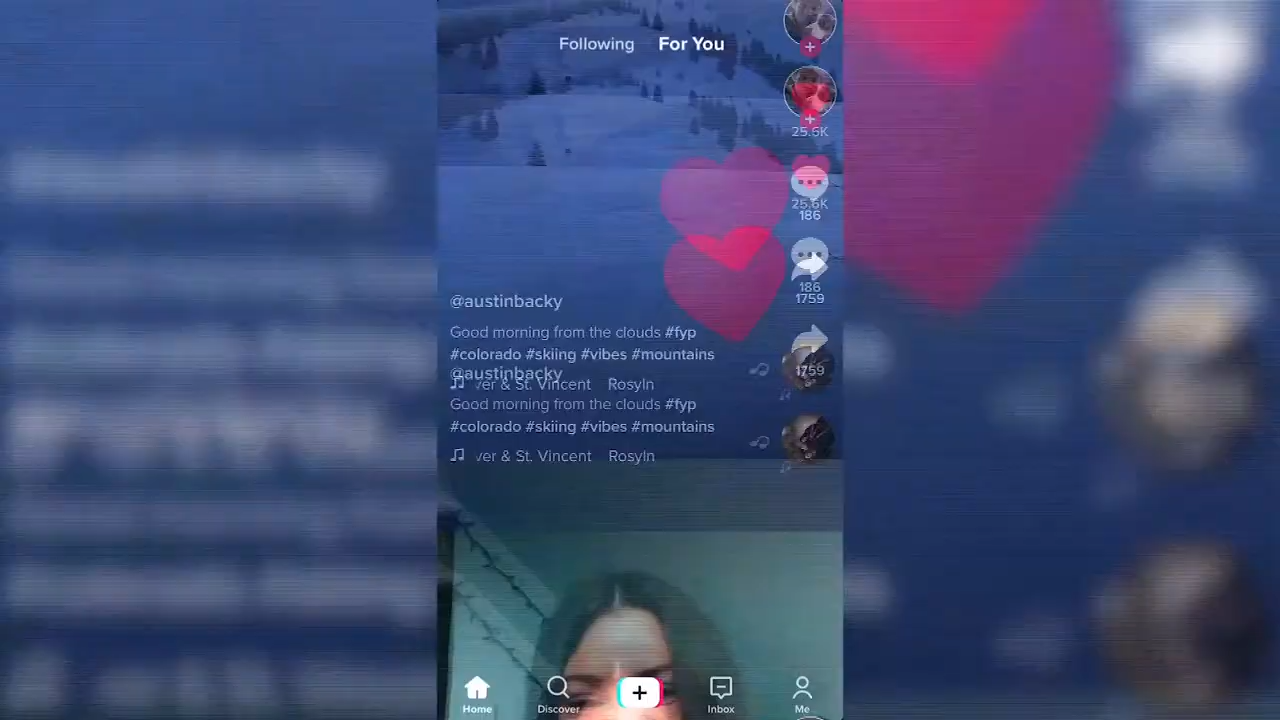 Following For You
25.6K
25.6K
186
186
1759
@austinbacky
Good morning from the clouds #fyp
#colorado #skiing #vibes #mountains
1759
@austinbacky
ver & St. Vincent Rosyln
Good morning from the clouds #fyp
#colorado #skiing #vibes #mountains
ver & St. Vincent Rosyln
Home Discover Inbox Me